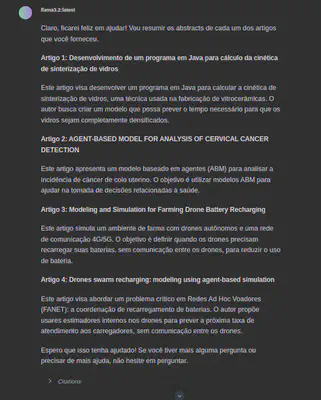 llama3.2:latest
Claro, ficarei feliz em ajudar! Vou resumir os abstracts de cada um dos artigos
que você forneceu.
Artigo 1: Desenvolvimento de um programa em Java para cálculo da cinética
de sinterização de vidros
Este artigo visa desenvolver um programa em Java para calcular a cinética de
sinterização de vidros, uma técnica usada na fabricação de vitrocerâmicas. O
autor busca criar um modelo que possa prever o tempo necessário para que os
vidros sejam completamente densificados.
Artigo 2: AGENT-BASED MODEL FOR ANALYSIS OF CERVICAL CANCER
DETECTION
Este artigo apresenta um modelo baseado em agentes (ABM) para analisar a
incidência de câncer de colo uterino. O objetivo é utilizar modelos ABM para
ajudar na tomada de decisões relacionadas à saúde.
Artigo 3: Modeling and Simulation for Farming Drone Battery Recharging
Este artigo simula um ambiente de farma com drones autônomos e uma rede
de comunicação 4G/5G. O objetivo é definir quando os drones precisam
recarregar suas baterias, sem comunicação entre os drones, para reduzir o uso
de bateria.
Artigo 4: Drones swarm recharging: modeling using agent-based simulation
Este artigo visa abordar um problema crítico em Redes Ad Hoc Voadores
(FANET): a coordenação de recarregamento de baterias. O autor propõe
usares estimadores internos nos drones para prever a próxima taxa de
atendimento aos carregadores, sem comunicação entre os drones.
Espero que isso tenha ajudado! Se você tiver mais alguma pergunta ou
precisar de mais ajuda, não hesite em perguntar.
Citations